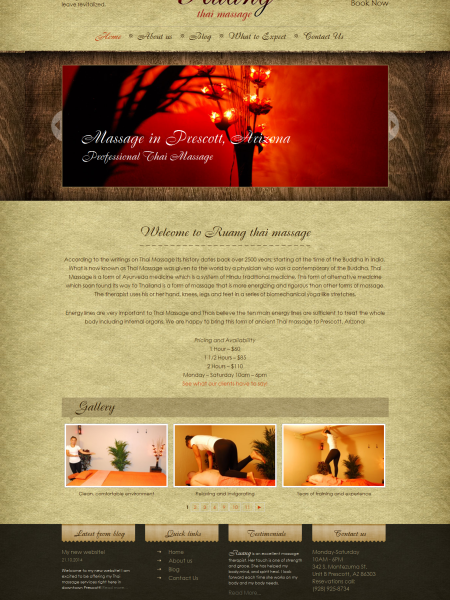 leave revitalized.
Book Now
Ruang
thai massage
Home * About us * Blog * What to Expect * Contact Us
Massage in Prescott, Arizona
Professional Thai Massage
Welcome to Ruang thai massage
According to the writings on Thai Massage its history dates back over 2500 years; starting at the time of the Buddha in India.
What is now known as Thai Massage was given to the world by a physician who was a contemporary of the Buddha. Thai
Massage is a form of Ayurveda medicine which is a system of Hindu traditional medicine. This form of alternative medicine
which soon found its way to Thailand is a form of massage that is more energizing and rigorous than other forms of massage.
The therapist uses his or her hand, knees, legs and feet in a series of biomechanical yoga-like stretches.
Energy lines are very important to Thai Massage and Thais believe the ten main energy lines are sufficient to treat the whole
body including internal organs. We are happy to bring this form of ancient Thai massage to Prescott, Arizona!
Pricing and Availability
1 Hour – $60
1 1/2 Hours – $85
2 Hours – $110
Monday – Saturday 10am – 6pm
See what our clients have to say!
Gallery
Clean, comfortable environment
Relaxing and invigorating
Years of training and experience
Latest from blog
Quick links
Testimonials
Contact us
My new website!
Welcome to my new website! I am
excited to be offering my Thai
Massage services right here in
downtown Prescott!
Home
About us
Blog
Contact Us
Ruang is an excellent massage
therapist. Her touch is one of strength
and grace. She has helped my
body,mind, and spirit heal. I look
forward each time she works on my
body and my body needs.
Read more...
Monday-Saturday
10AM - 6PM
542 S. Montezuma St.
Unit B Prescott, AZ 86303
Reservations call:
(928) 910-8734